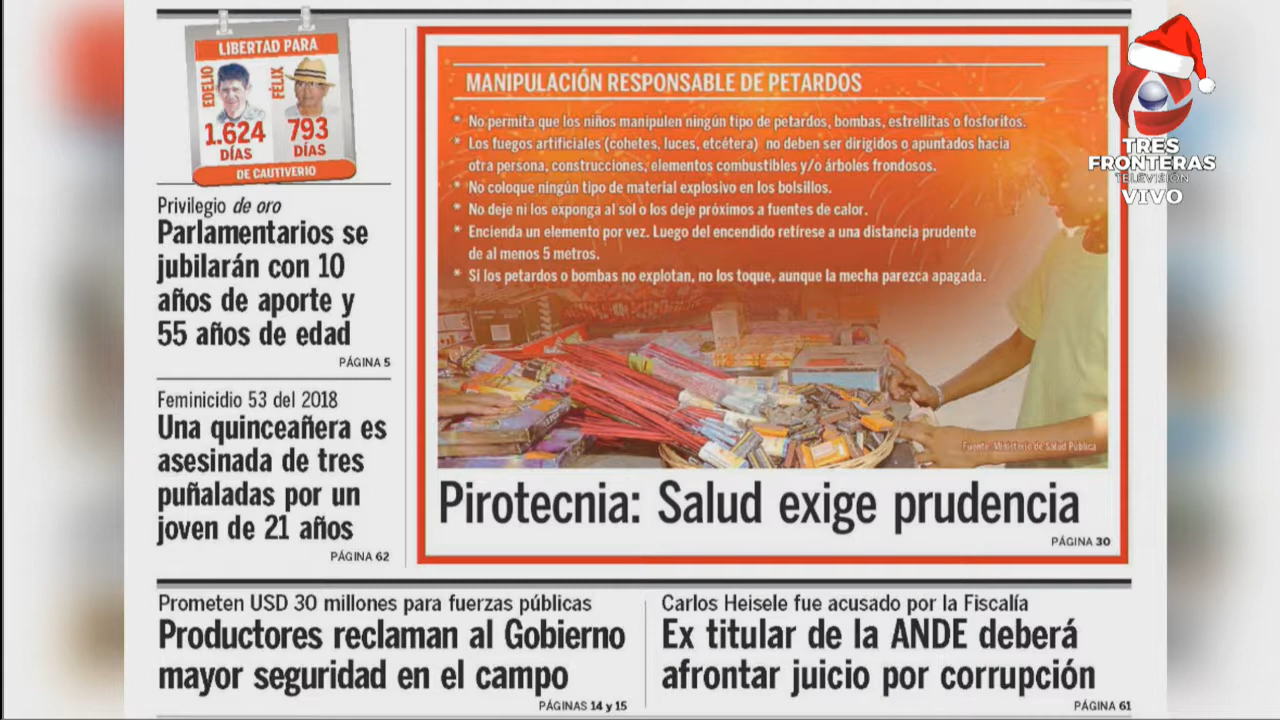 LIBERTAD PARA
EDELIO
FÉLIX
1.624
DÍAS
793
DÍAS
DE CAUTIVERIO
Privilegio de oro
Parlamentarios se
jubilarán con 10
años de aporte y
55 años de edad
PÁGINA 5
Feminicidio 53 del 2018
Una quinceañera es
asesinada de tres
puñaladas por un
joven de 21 años
PÁGINA 62
MANIPULACIÓN RESPONSABLE DE PETARDOS
* No permita que los niños manipulen ningún tipo de petardos, bombas, estrellitas o fosforitos.
* Los fuegos artificiales (cohetes, luces, etcétera) no deben ser dirigidos o apuntados hacia
otra persona, construcciones, elementos combustibles y/o árboles frondosos.
* No coloque ningún tipo de material explosivo en los bolsillos.
* No deje ni los exponga al sol o los deje próximos a fuentes de calor.
* Encienda un elemento por vez. Luego del encendido retírese a una distancia prudente
de al menos 5 metros.
* Si los petardos o bombas no explotan, no los toque, aunque la mecha parezca apagada.
Fuente: Ministerio de Salud Pública
Pirotecnia: Salud exige prudencia
PÁGINA 30
Prometen USD 30 millones para fuerzas públicas
Productores reclaman al Gobierno
mayor seguridad en el campo
PÁGINAS 14 y 15
Carlos Heisele fue acusado por la Fiscalía
Ex titular de la ANDE deberá
afrontar juicio por corrupción
PÁGINA 61
TRES
FRONTERAS
TELEVISIÓN
VIVO